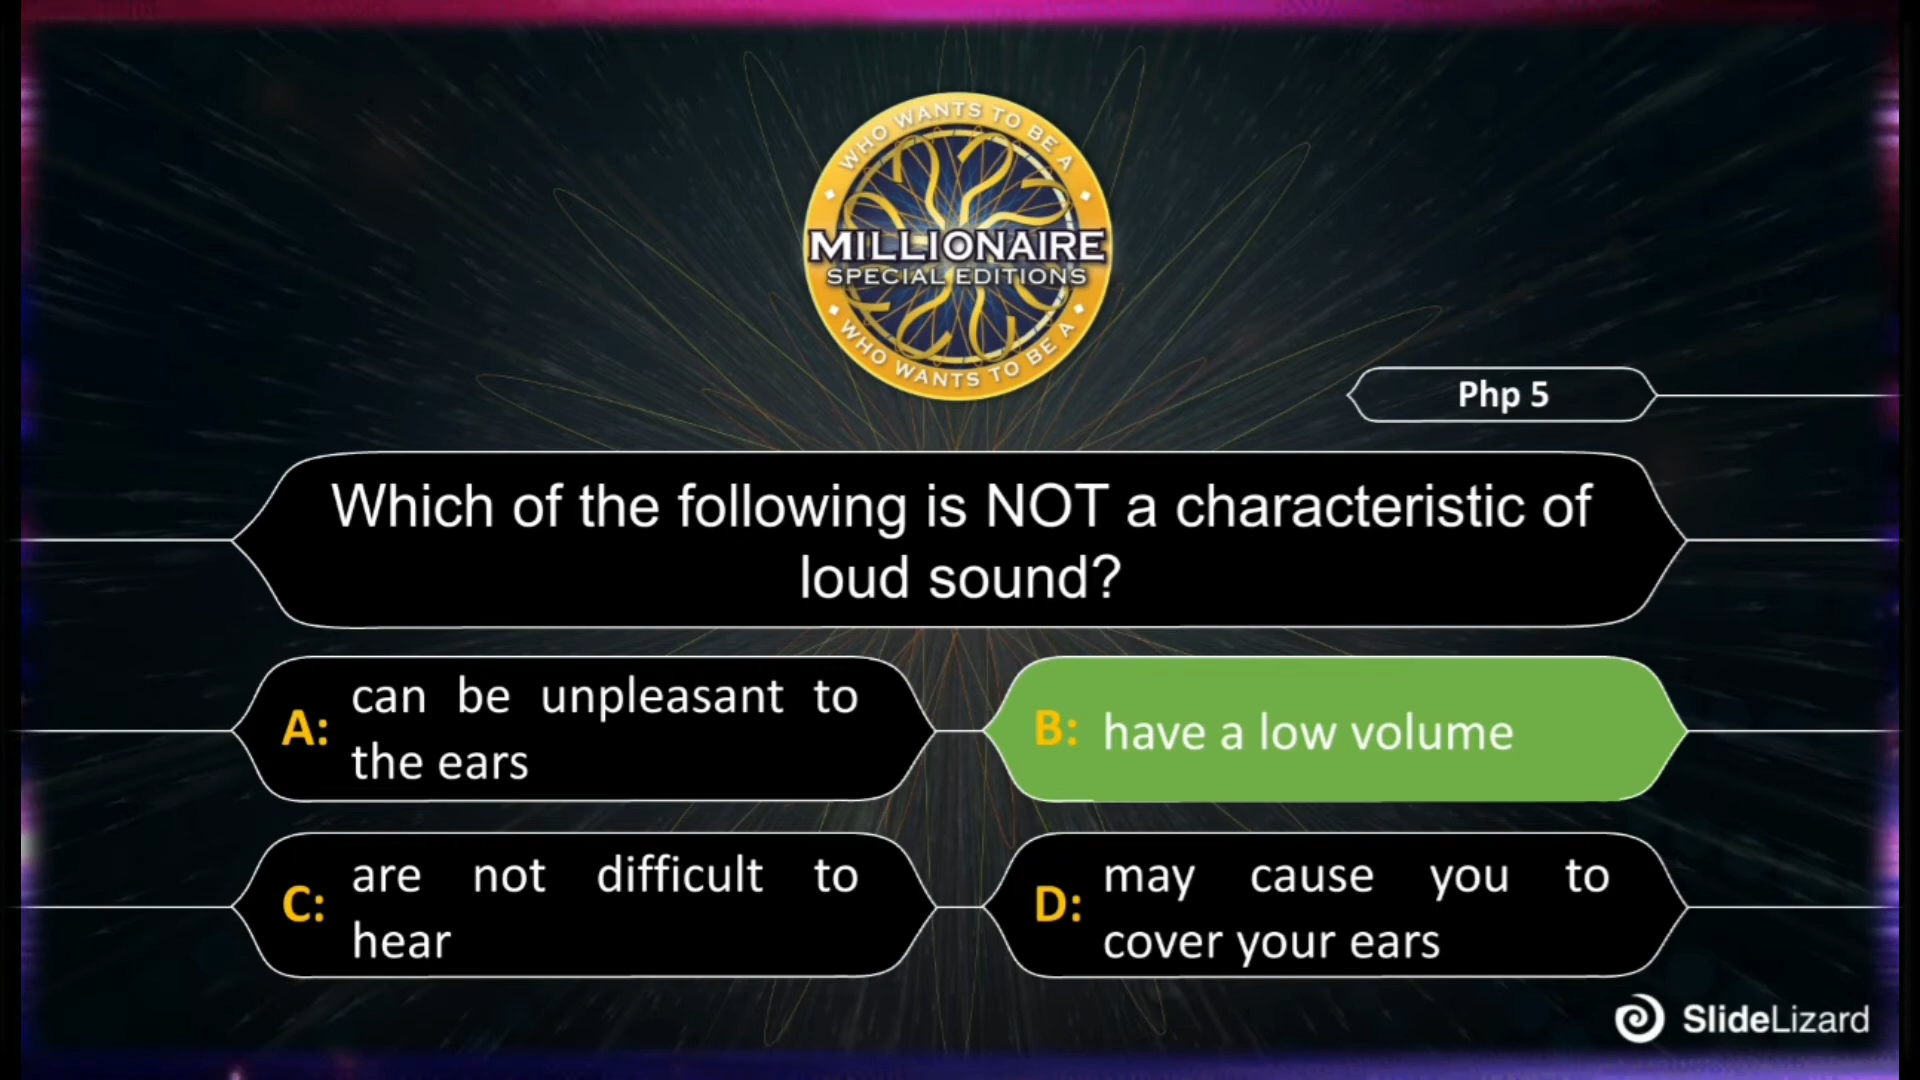 WHO WANTS TO BE A
MILLIONAIRE
SPECIAL EDITIONS
WHO WANTS TO BE A
Php 5
Which of the following is NOT a characteristic of
loud sound?
A: can be unpleasant to
the ears
B: have a low volume
C: are not difficult to
hear
D: may cause you to
cover your ears
SlideLizard